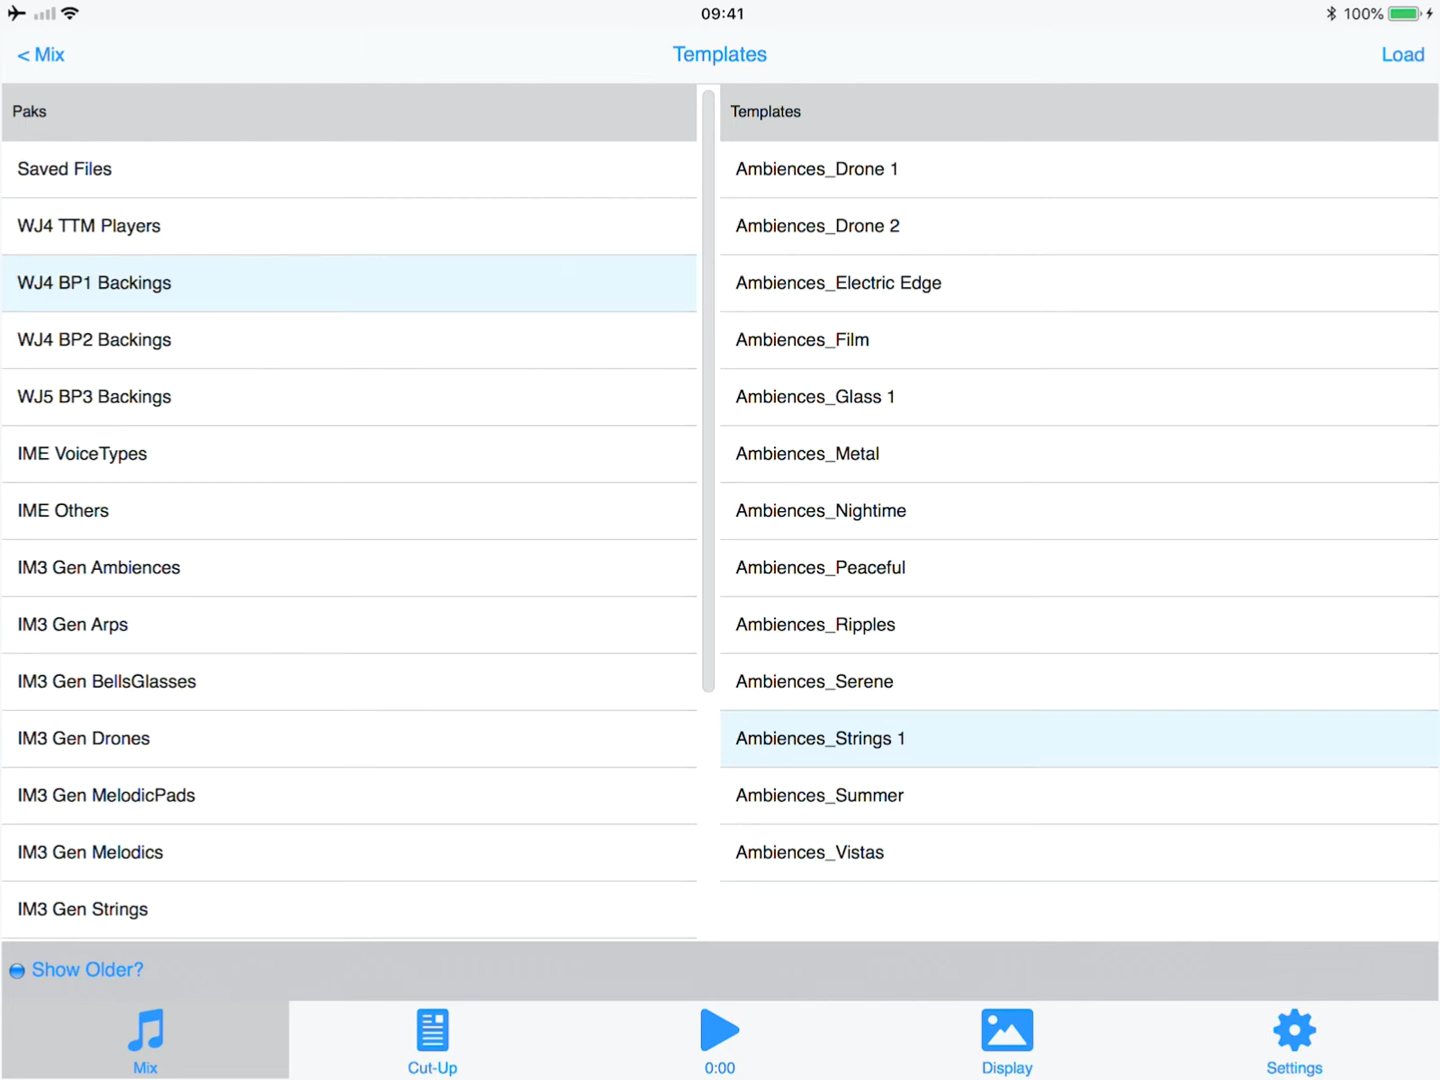 09:41
100%
< Mix
Templates
Load
Paks
Saved Files
WJ4 TTM Players
WJ4 BP1 Backings
WJ4 BP2 Backings
WJ5 BP3 Backings
IME VoiceTypes
IME Others
IM3 Gen Ambiences
IM3 Gen Arps
IM3 Gen BellsGlasses
IM3 Gen Drones
IM3 Gen MelodicPads
IM3 Gen Melodics
IM3 Gen Strings
Templates
Ambiences_Drone 1
Ambiences_Drone 2
Ambiences_Electric Edge
Ambiences_Film
Ambiences_Glass 1
Ambiences_Metal
Ambiences_Nightime
Ambiences_Peaceful
Ambiences_Ripples
Ambiences_Serene
Ambiences_Strings 1
Ambiences_Summer
Ambiences_Vistas
Show Older?
Mix
Cut-Up
0:00
Display
Settings